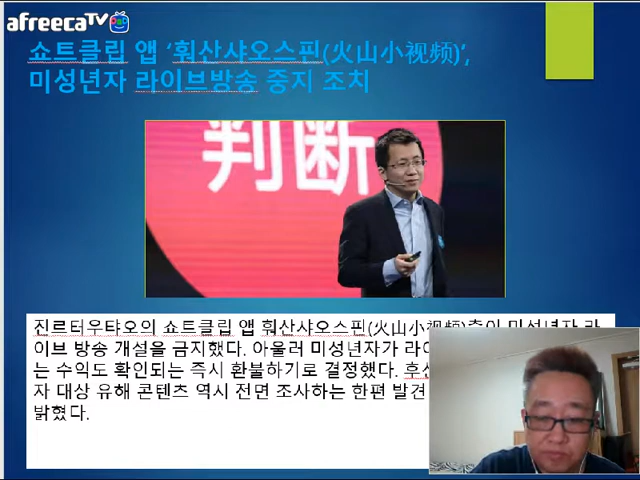 afreecaTV
쇼트클립 앱 ‘훠산샤오스핀(火山小视频)’,
미성년자 라이브방송 중지 조치
判断
진르터우탸오의 쇼트클립 앱 훠산샤오스핀(火山小视频)측이 미성년자 라
이브 방송 개설을 금지했다. 아울러 미성년자가
는 수익도 확인되는 즉시 환불하기로 결정했다.
자 대상 유해 콘텐츠 역시 전면 조사하는 한편 발견
밝혔다.